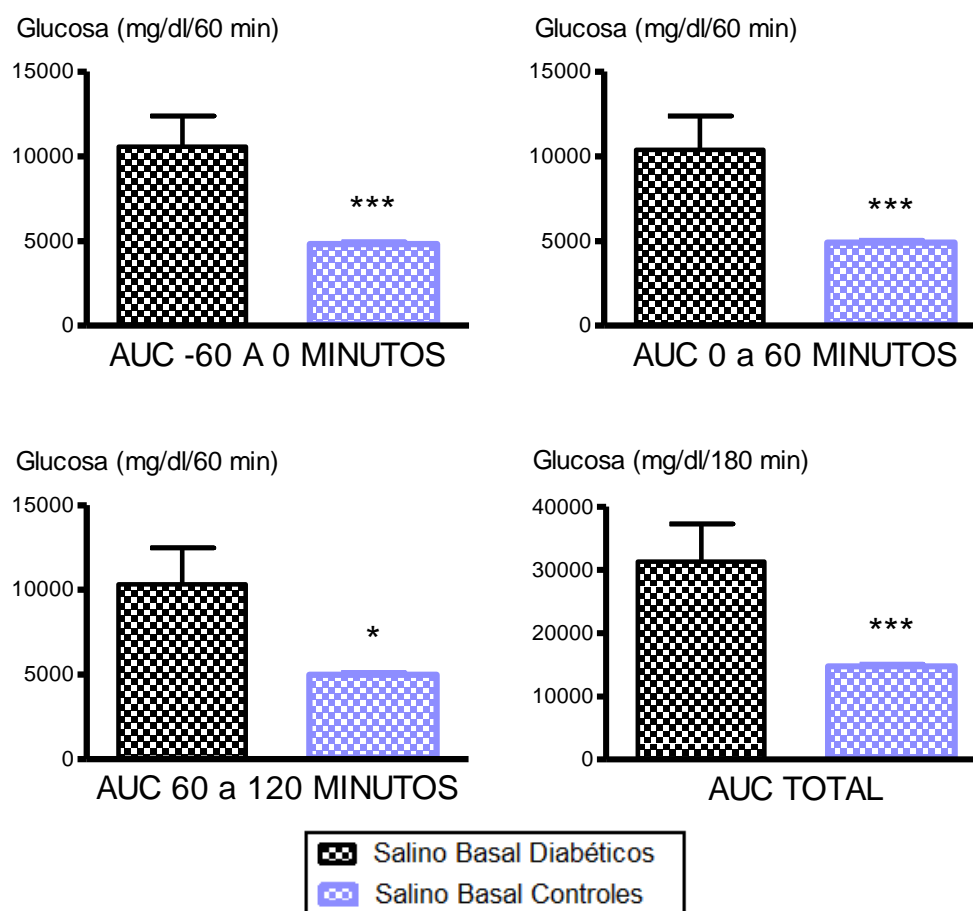 Glucosa (mg/dl/60 min)
15000
10000
5000
0
***
AUC -60 A 0 MINUTOS
Glucosa (mg/dl/60 min)
15000
10000
5000
0
***
AUC 0 a 60 MINUTOS
Glucosa (mg/dl/60 min)
15000
10000
5000
0
*
AUC 60 a 120 MINUTOS
Glucosa (mg/dl/180 min)
40000
30000
20000
10000
0
***
AUC TOTAL
Salino Basal Diabéticos
Salino Basal Controles